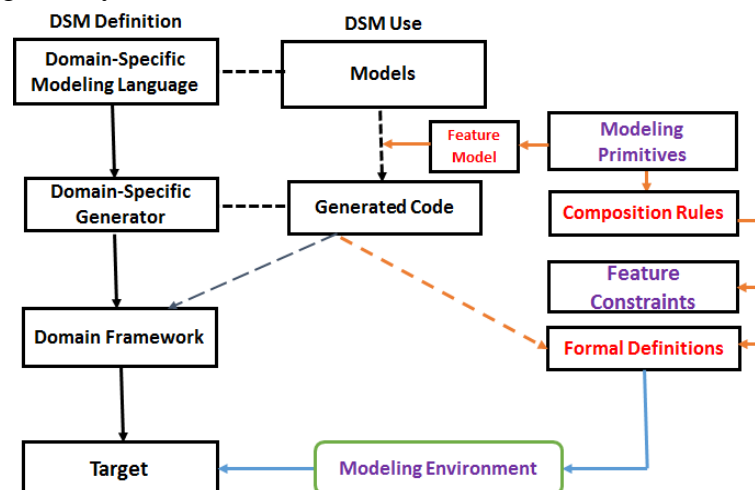 DSM Definition
DSM Use
Domain-Specific
Modeling Language
Models
Feature
Model
Modeling
Primitives
Domain-Specific
Generator
Generated Code
Composition Rules
Feature
Constraints
Domain Framework
Formal Definitions
Target
Modeling Environment